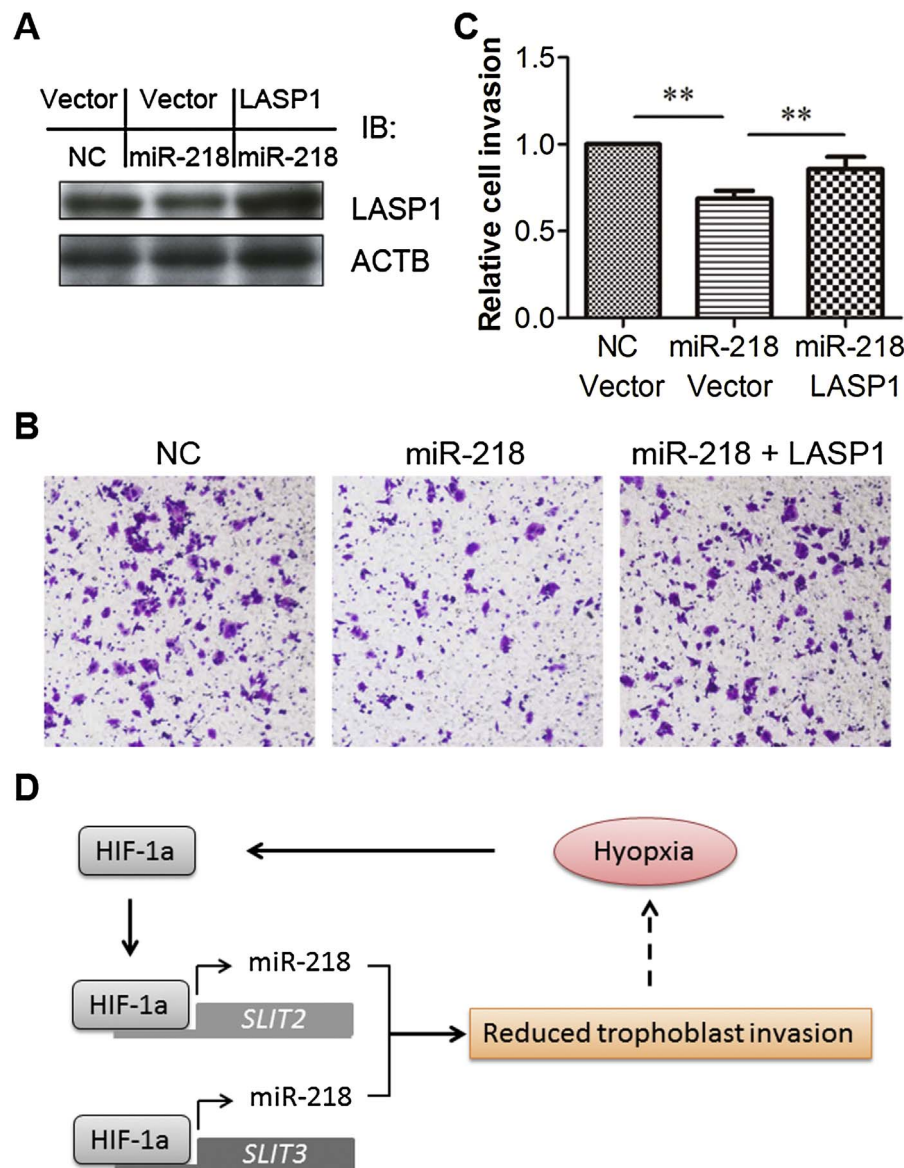 A
Vector Vector LASP1
NC miR-218 miR-218
IB:
LASP1
ACTB
C
Relative cell invasion
1.5
1.0
0.5
0.0
** **
NC miR-218 miR-218
Vector Vector LASP1
B
NC miR-218 miR-218 + LASP1
D
HIF-1a
Hyopxia
HIF-1a
miR-218
SLIT2
Reduced trophoblast invasion
HIF-1a
miR-218
SLIT3